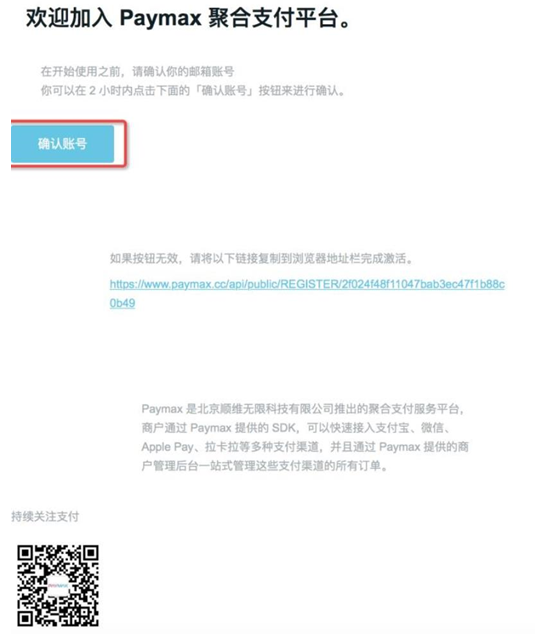 欢迎加入 Paymax 聚合支付平台。
在开始使用之前，请确认你的邮箱账号
你可以在 2 小时内点击下面的「确认账号」按钮来进行确认。
确认账号
如果按钮无效，请将以下链接复制到浏览器地址栏完成激活。
https://www.paymax.cc/api/public/REGISTER/2f024f48f11047bab3ec47f1b88c
0b49
Paymax 是北京顺维无限科技有限公司推出的聚合支付服务平台，
商户通过 Paymax 提供的 SDK，可以快速接入支付宝、微信、
Apple Pay、拉卡拉等多种支付渠道，并且通过 Paymax 提供的商
户管理后台一站式管理这些支付渠道的所有订单。
持续关注支付